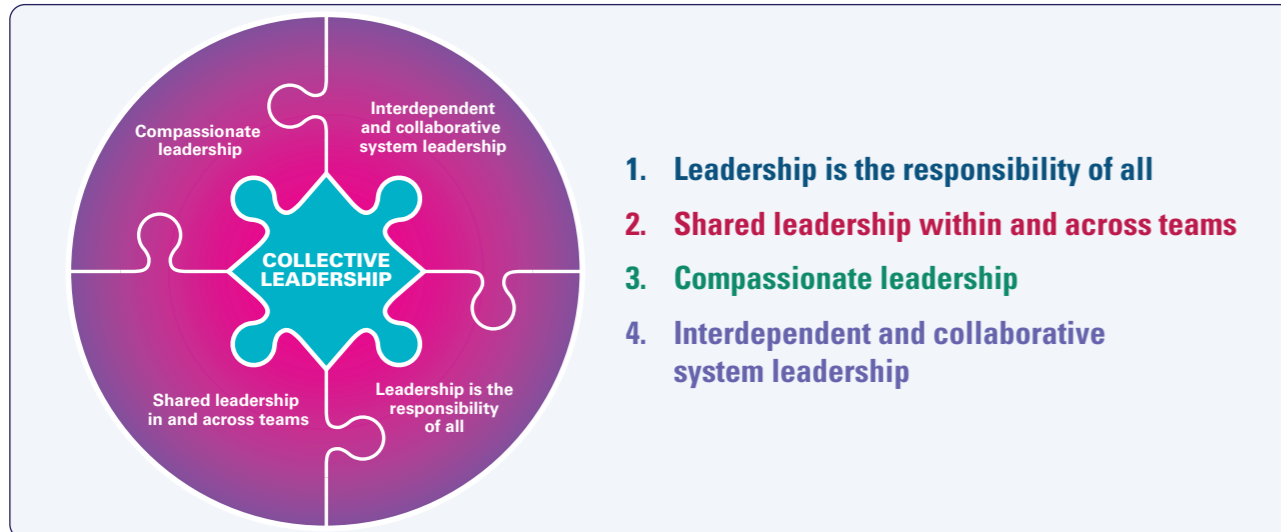 Compassionate
leadership
Interdependent
and collaborative
system leadership
COLLECTIVE
LEADERSHIP
Shared leadership
in and across teams
Leadership is the
responsibility
of all
1. Leadership is the responsibility of all
2. Shared leadership within and across teams
3. Compassionate leadership
4. Interdependent and collaborative
system leadership